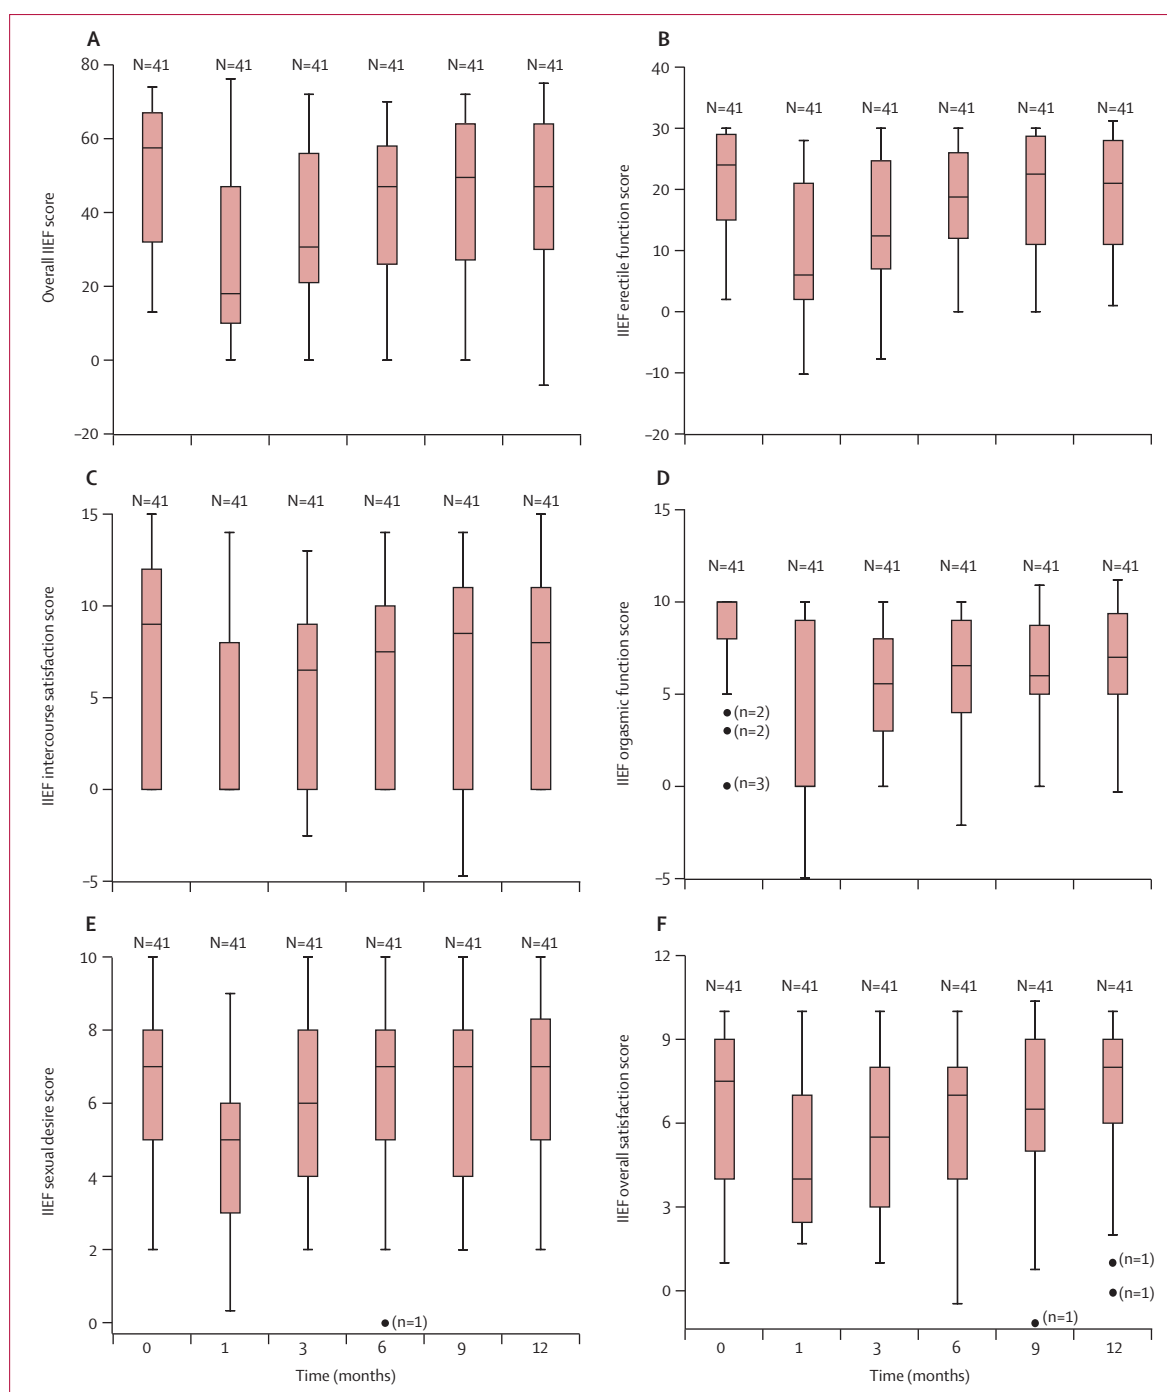 A
N=41 N=41 N=41 N=41 N=41 N=41
80
60
40
20
0
–20
Overall IIEF score
B
N=41 N=41 N=41 N=41 N=41 N=41
40
30
20
10
0
–10
–20
IIEF erectile function score
C
N=41 N=41 N=41 N=41 N=41 N=41
15
10
5
0
–5
IIEF intercourse satisfaction score
D
N=41 N=41 N=41 N=41 N=41 N=41
15
10
5
0
–5
(n=2)
(n=2)
(n=3)
IIEF orgasmic function score
E
N=41 N=41 N=41 N=41 N=41 N=41
10
8
6
4
2
0
(n=1)
IIEF sexual desire score
0 1 3 6 9 12
Time (months)
F
N=41 N=41 N=41 N=41 N=41 N=41
12
9
6
3
0
(n=1)
(n=1)
(n=1)
IIEF overall satisfaction score
0 1 3 6 9 12
Time (months)